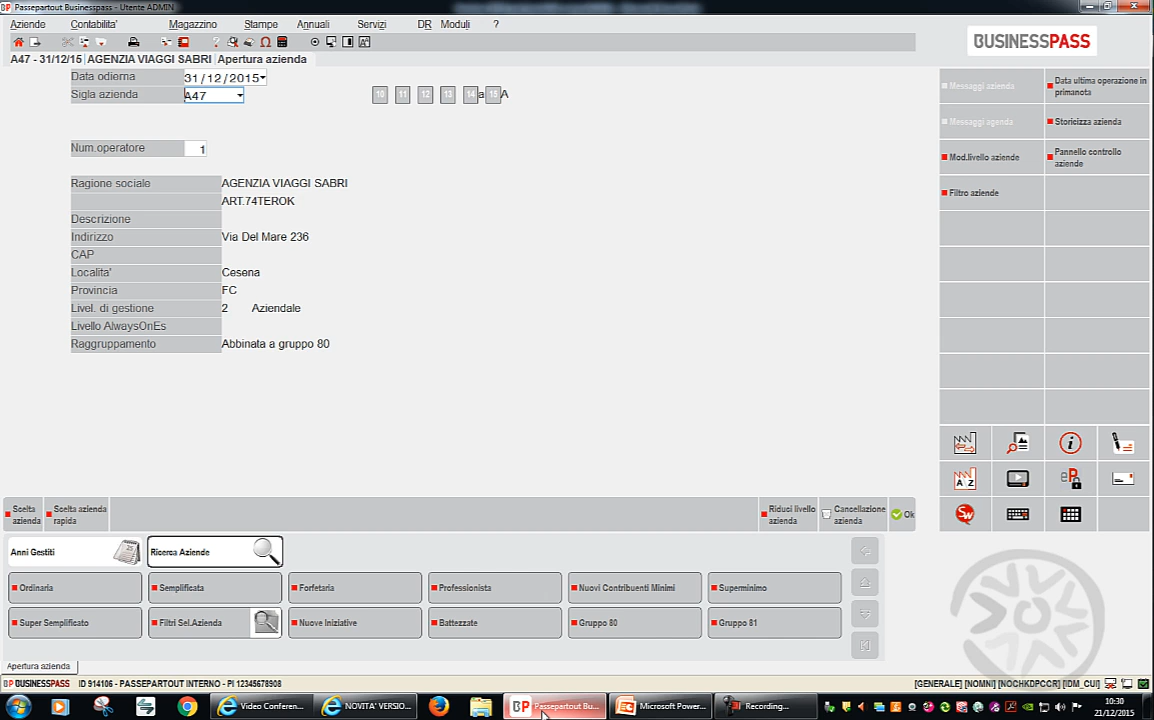 Passepartout Businesspass - Utente ADMIN
Aziende Contabilita' Magazzino Stampe Annuali Servizi DR Moduli ?
BUSINESSPASS
A47 - 31/12/15 AGENZIA VIAGGI SABRI Apertura azienda
Data odierna 31/12/2015
Sigla azienda A47 10 11 12 13 14 a 15 A
Num.operatore 1
Ragione sociale AGENZIA VIAGGI SABRI
ART.74TEROK
Descrizione
Indirizzo Via Del Mare 236
CAP
Localita' Cesena
Provincia FC
Livel. di gestione 2 Aziendale
Livello AlwaysOnEs
Raggruppamento Abbinata a gruppo 80
Messaggi azienda
Data ultima operazione in
primanota
Messaggi agenda
Storicizza azienda
Mod.livello aziende
Pannello controllo
aziende
Filtro aziende
Scelta
azienda
Scelta azienda
rapida
Riduci livello
azienda
Cancellazione
azienda
Ok
Anni Gestiti Ricerca Aziende
Ordinaria Semplificata Forfetaria Professionista Nuovi Contribuenti Minimi Superminimo
Super Semplificato Filtri Sel.Azienda Nuove Iniziative Battezzate Gruppo 80 Gruppo 81
Apertura azienda
BUSINESSPASS ID 914106 - PASSEPARTOUT INTERNO - PI 12345678908 [GENERALE] [NOMNI] [NOCHKDPCCR] [IDM_CUI]
Video Conferen... NOVITA' VERSIO... Passepartout Bu... Microsoft Power... Recording...
10:30
21/12/2015